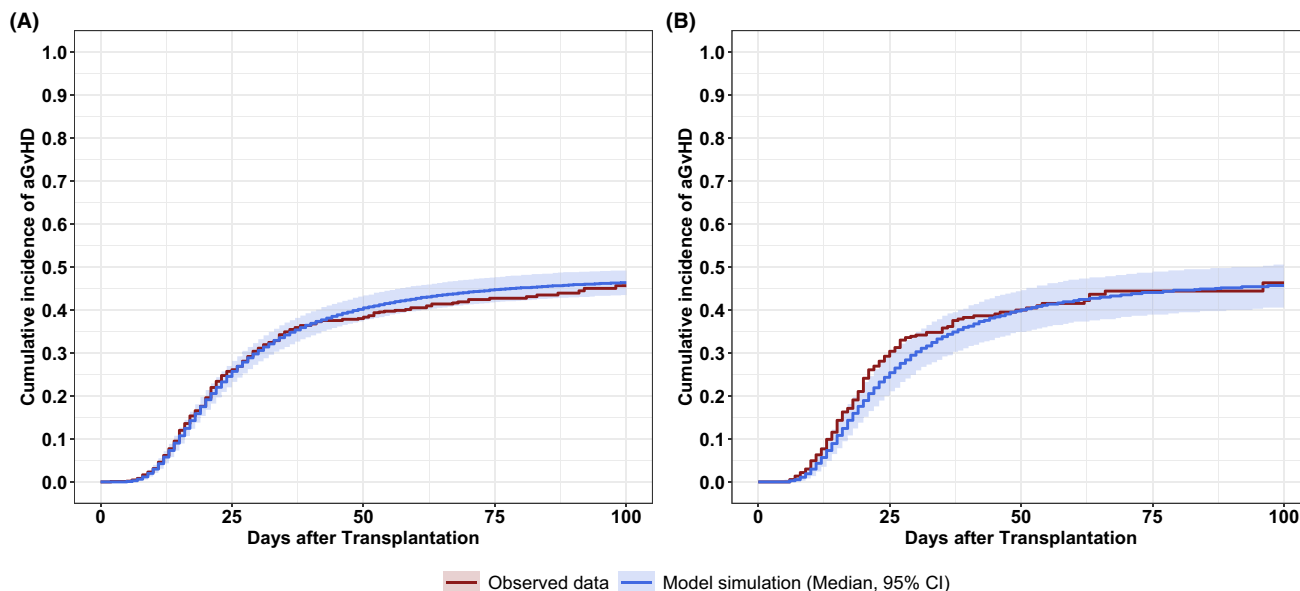 (A)
Cumulative incidence of aGvHD
1.0
0.9
0.8
0.7
0.6
0.5
0.4
0.3
0.2
0.1
0.0
0 25 50 75 100
Days after Transplantation
(B)
Cumulative incidence of aGvHD
1.0
0.9
0.8
0.7
0.6
0.5
0.4
0.3
0.2
0.1
0.0
0 25 50 75 100
Days after Transplantation
Observed data Model simulation (Median, 95% CI)